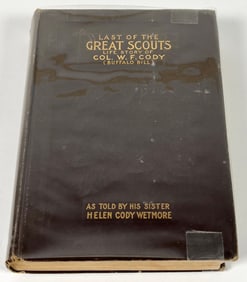 LAST OF THE
GREAT SCOUTS
LIFE STORY OF
COL. W. F. CODY
(BUFFALO BILL)
AS TOLD BY HIS SISTER
HELEN CODY WETMORE